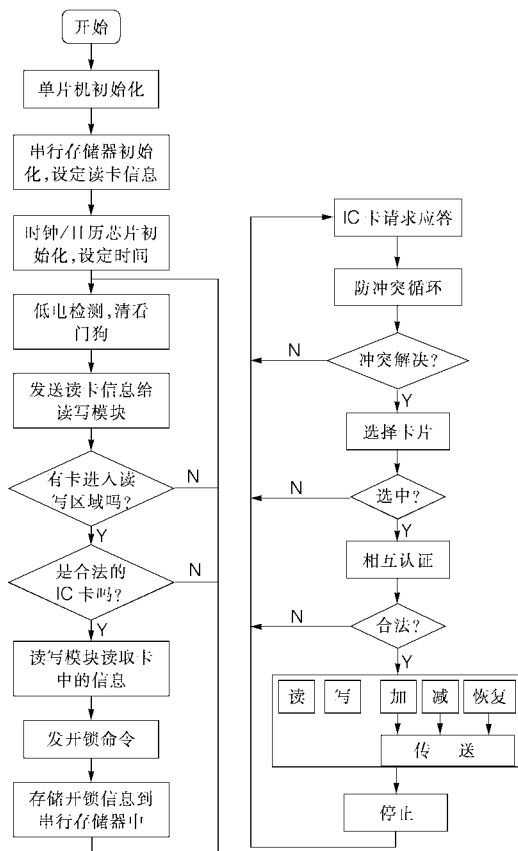 开始
单片机初始化
串行存储器初始
化,设定读卡信息
时钟/日历芯片初
始化,设定时间
低电检测,清看
门狗
发送读卡信息给
读写模块
有卡进入读
写区域吗?
N
Y
是合法的
IC卡吗?
N
Y
读写模块读取卡
中的信息
发开锁命令
存储开锁信息到
串行存储器中
IC卡请求应答
防冲突循环
冲突解决?
N
Y
选择卡片
选中?
N
Y
相互认证
合法?
N
Y
读 写 加 减 恢复
传 送
停止